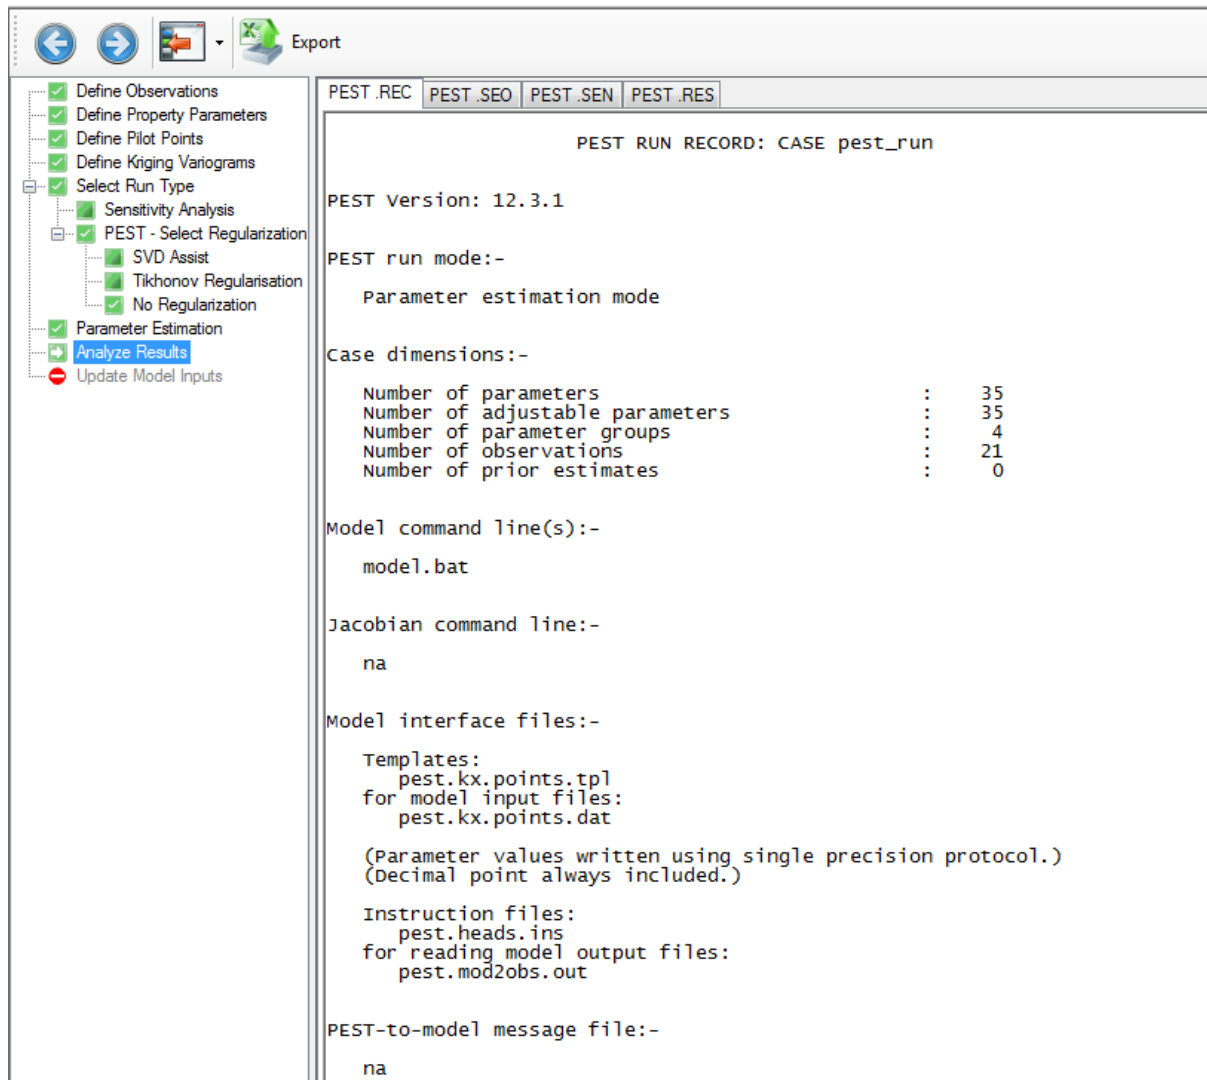 Export
Define Observations
Define Property Parameters
Define Pilot Points
Define Kriging Variograms
Select Run Type
Sensitivity Analysis
PEST - Select Regularization
SVD Assist
Tikhonov Regularisation
No Regularization
Parameter Estimation
Analyze Results
Update Model Inputs
PEST .REC PEST .SEO PEST .SEN PEST .RES
PEST RUN RECORD: CASE pest_run
PEST Version: 12.3.1
PEST run mode:-
Parameter estimation mode
Case dimensions:-
Number of parameters : 35
Number of adjustable parameters : 35
Number of parameter groups : 4
Number of observations : 21
Number of prior estimates : 0
Model command line(s):-
model.bat
Jacobian command line:-
na
Model interface files:-
Templates:
pest.kx.points.tpl
for model input files:
pest.kx.points.dat
(Parameter values written using single precision protocol.)
(Decimal point always included.)
Instruction files:
pest.heads.ins
for reading model output files:
pest.mod2obs.out
PEST-to-model message file:-
na